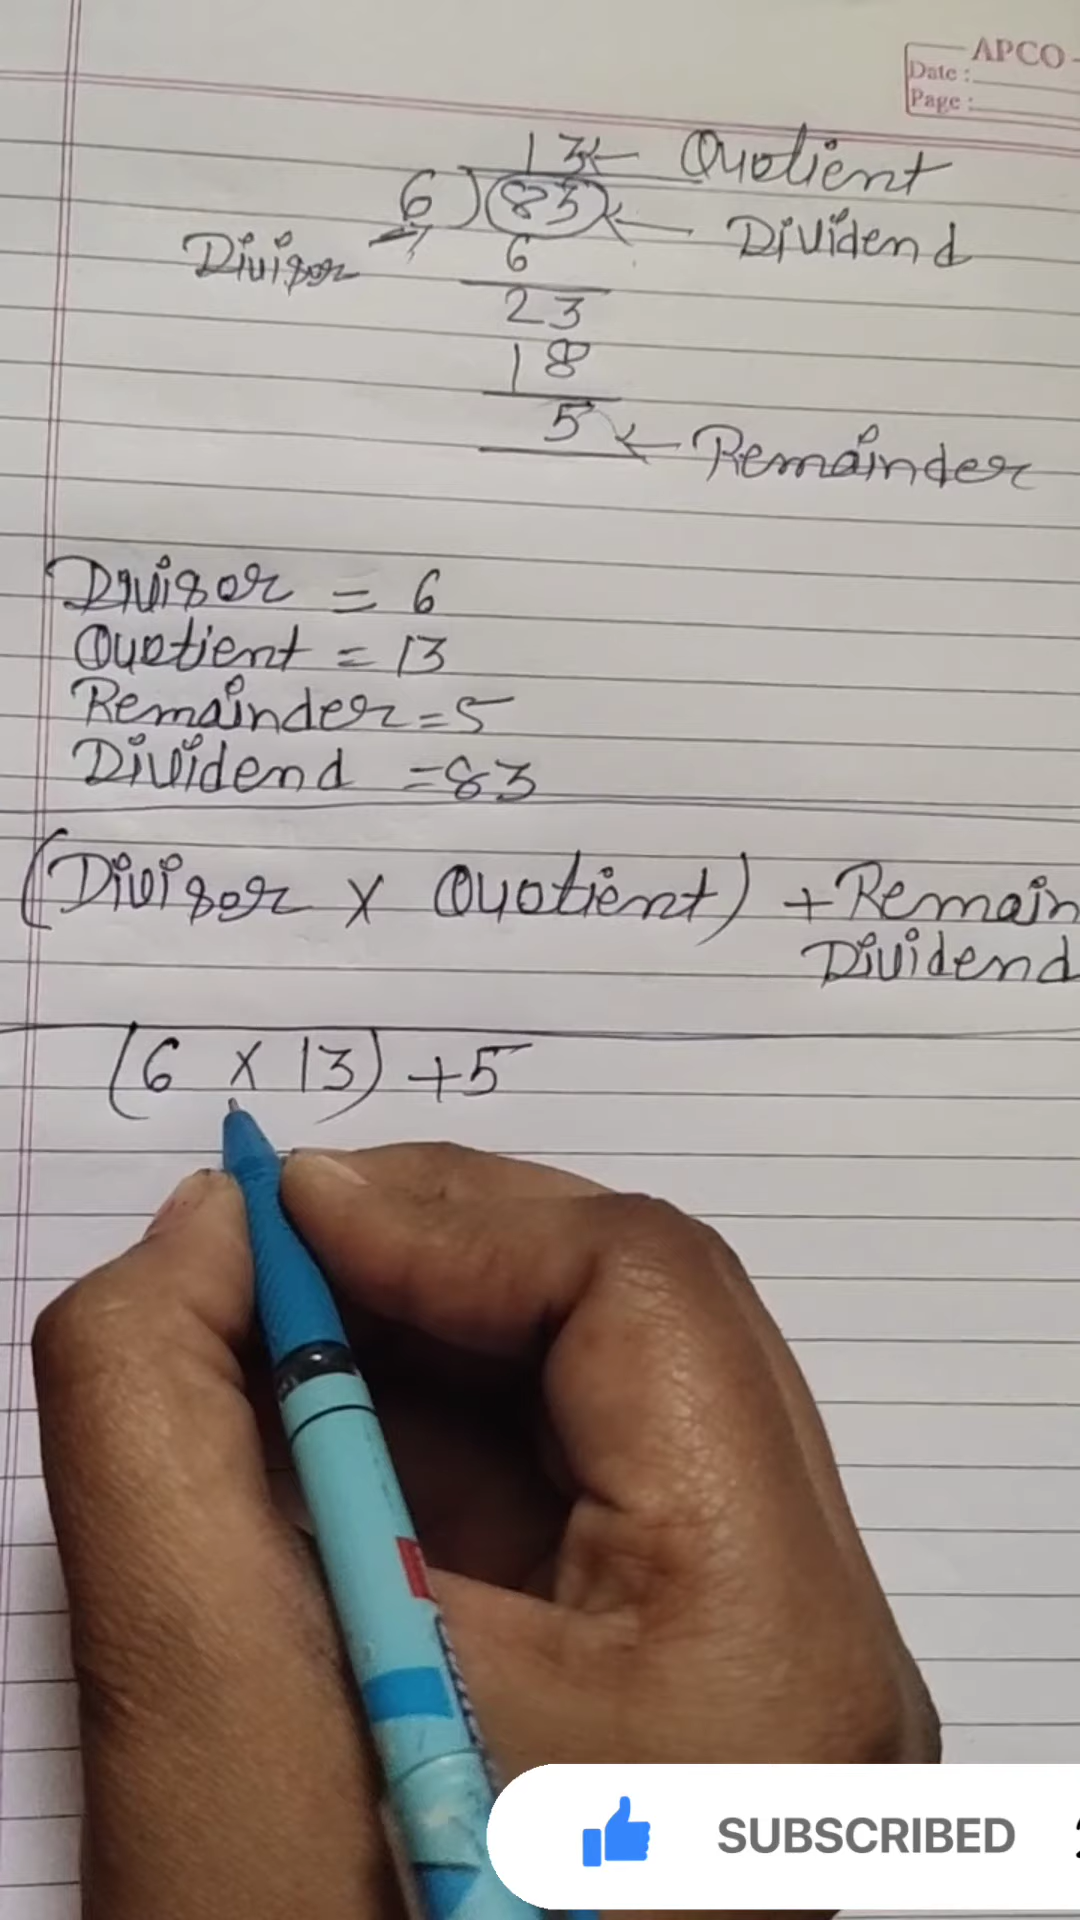 APCO
Date :
Page :
13 ← Quotient
6 ) 83 ← Dividend
Divisor
6
23
18
5 ← Remainder
Divisor = 6
Quotient = 13
Remainder = 5
Dividend = 83
(Divisor X Quotient) + Remain
Dividend
(6 X 13) + 5
SUBSCRIBED